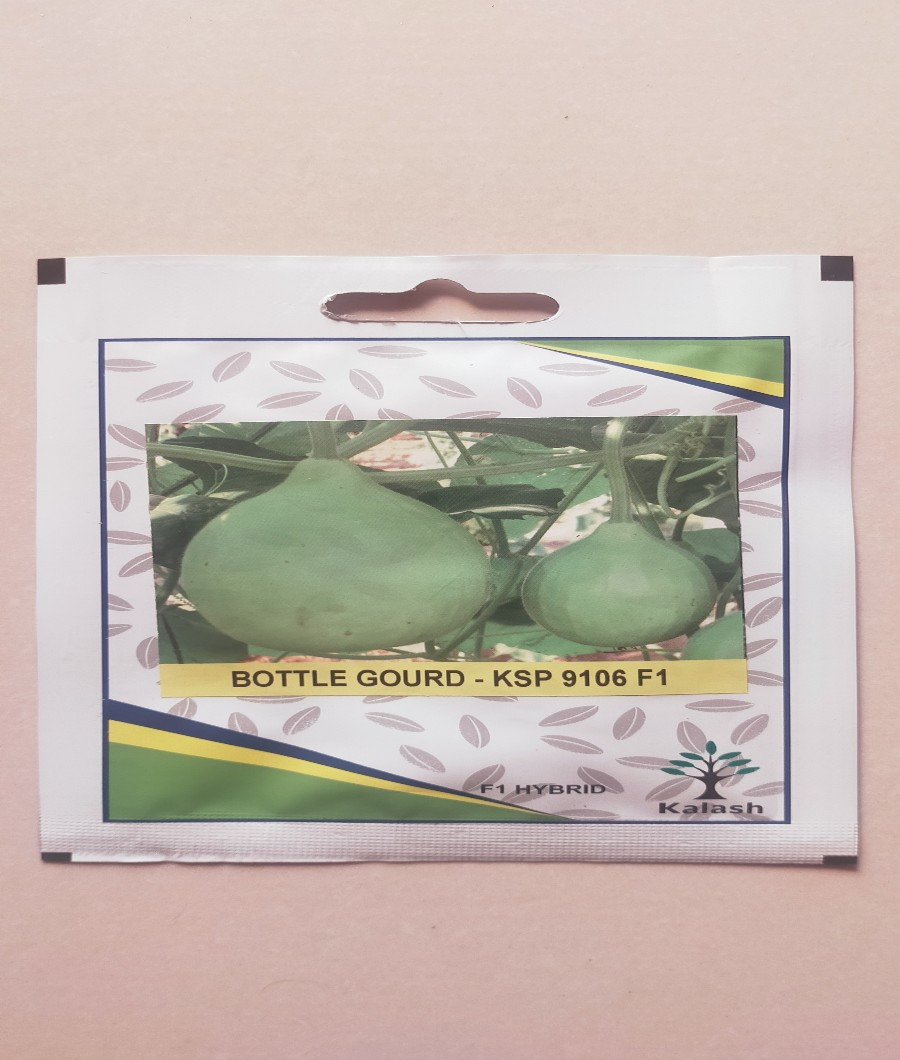 BOTTLE GOURD - KSP 9106 F1
F1 HYBRID
Kalash